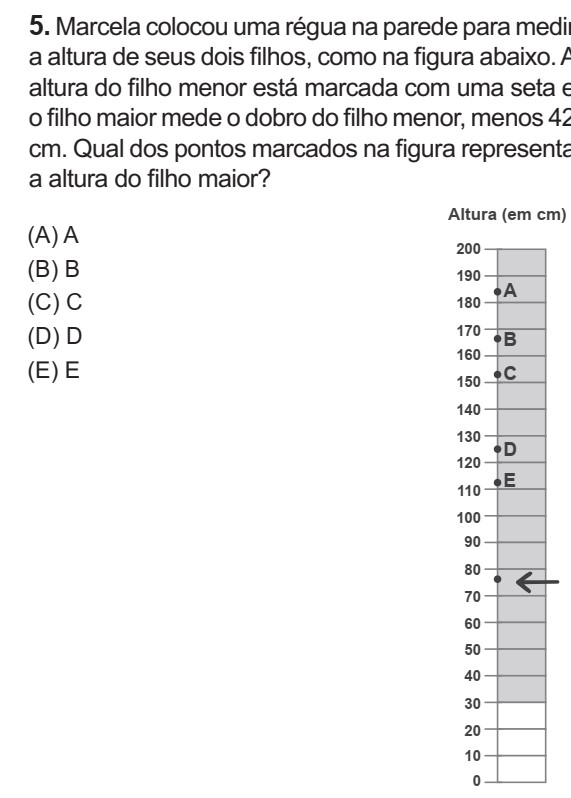 5. Marcela colocou uma régua na parede para medir
a altura de seus dois filhos, como na figura abaixo. A
altura do filho menor está marcada com uma seta e
o filho maior mede o dobro do filho menor, menos 42
cm. Qual dos pontos marcados na figura representa
a altura do filho maior?
(A) A
(B) B
(C) C
(D) D
(E) E
Altura (em cm)
200
190
A
180
170
B
160
C
150
140
130
D
120
E
110
100
90
80
70
60
50
40
30
20
10
0